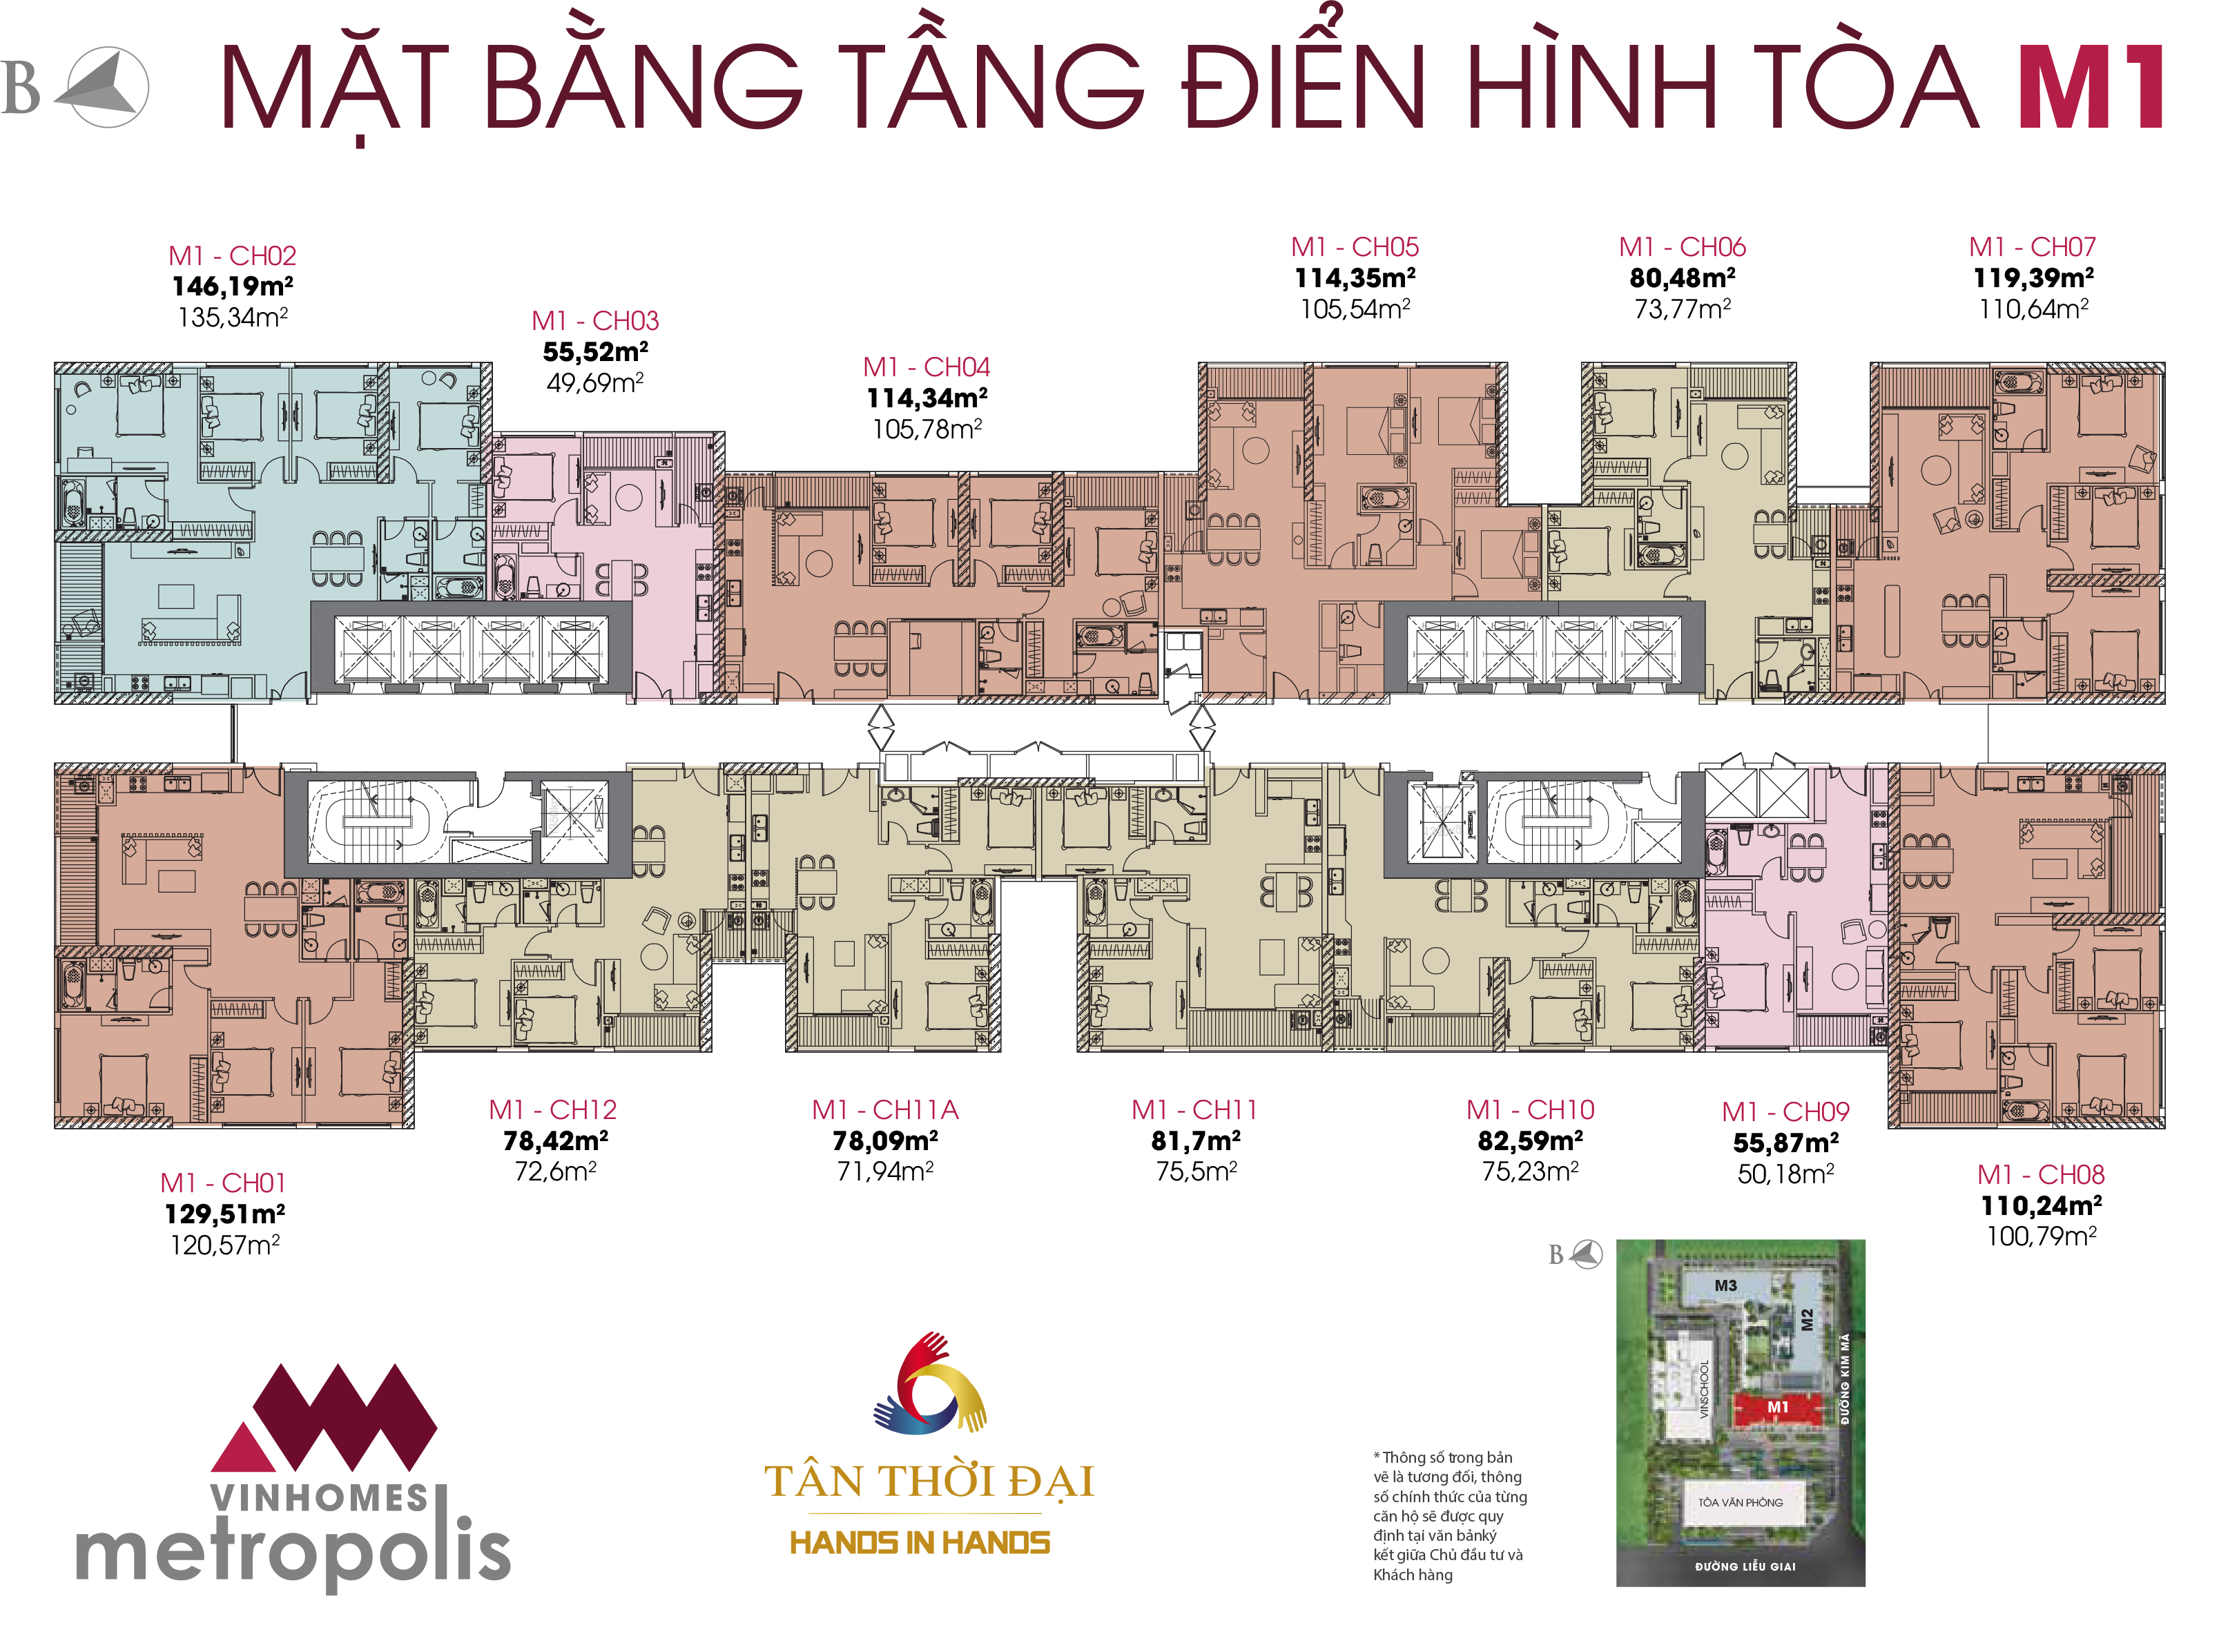 B
MẶT BẰNG TẦNG ĐIỂN HÌNH TÒA M1
M1 - CH02
146,19m²
135,34m²
M1 - CH03
55,52m²
49,69m²
M1 - CH04
114,34m²
105,78m²
M1 - CH05
114,35m²
105,54m²
M1 - CH06
80,48m²
73,77m²
M1 - CH07
119,39m²
110,64m²
M1 - CH01
129,51m²
120,57m²
M1 - CH12
78,42m²
72,6m²
M1 - CH11A
78,09m²
71,94m²
M1 - CH11
81,7m²
75,5m²
M1 - CH10
82,59m²
75,23m²
M1 - CH09
55,87m²
50,18m²
M1 - CH08
110,24m²
100,79m²
VINHOMES
metropolis
TÂN THỜI ĐẠI
HANDS IN HANDS
* Thông số trong bản
vẽ là tương đối, thông
số chính thức của từng
căn hộ sẽ được quy
định tại văn bảnký
kết giữa Chủ đầu tư và
Khách hàng
B
M3
M2
VINSCHOOL
M1
ĐƯỜNG KIM MÃ
TÒA VĂN PHÒNG
ĐƯỜNG LIỄU GIAI